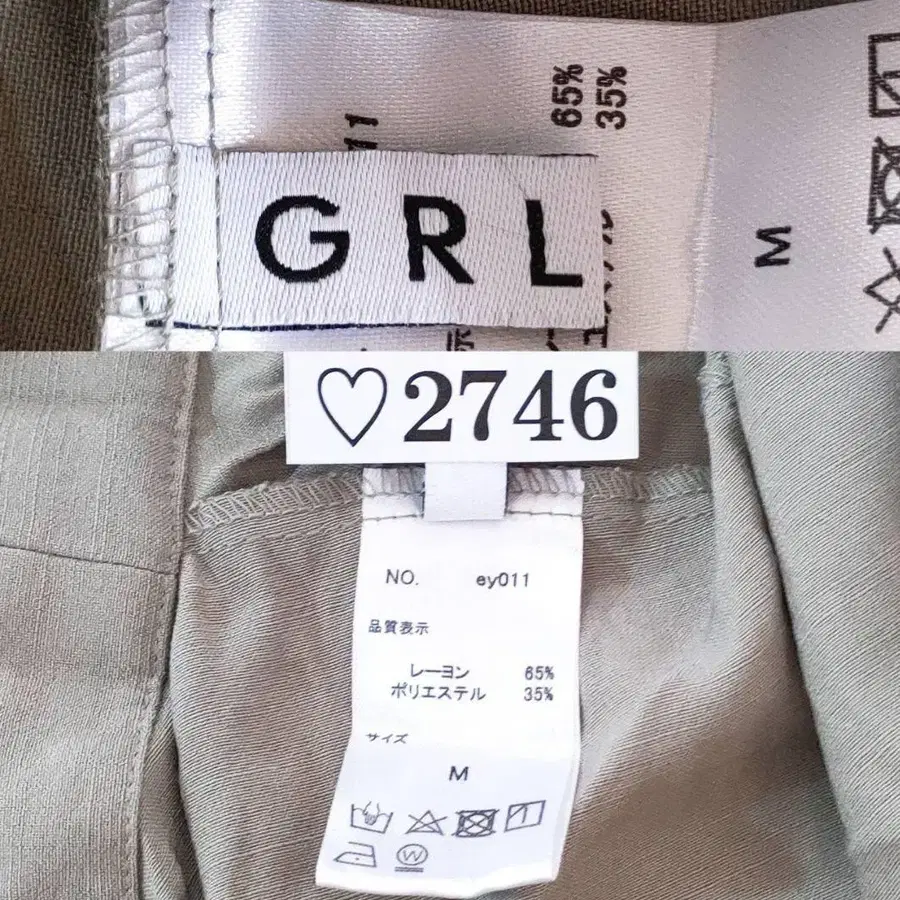 65%
35%
11
GRL
M
♡2746
NO. ey011
品質表示
レーヨン 65%
ポリエステル 35%
サイズ
M